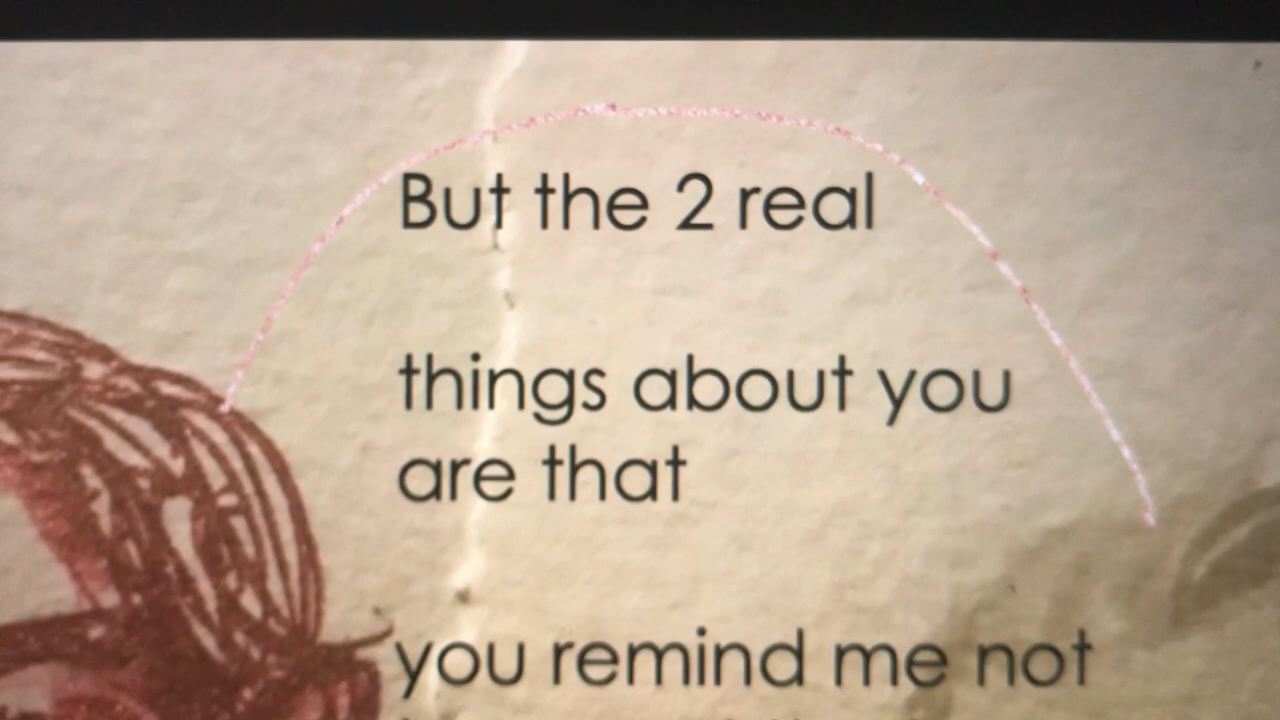 But the 2 real
things about you
are that
you remind me not